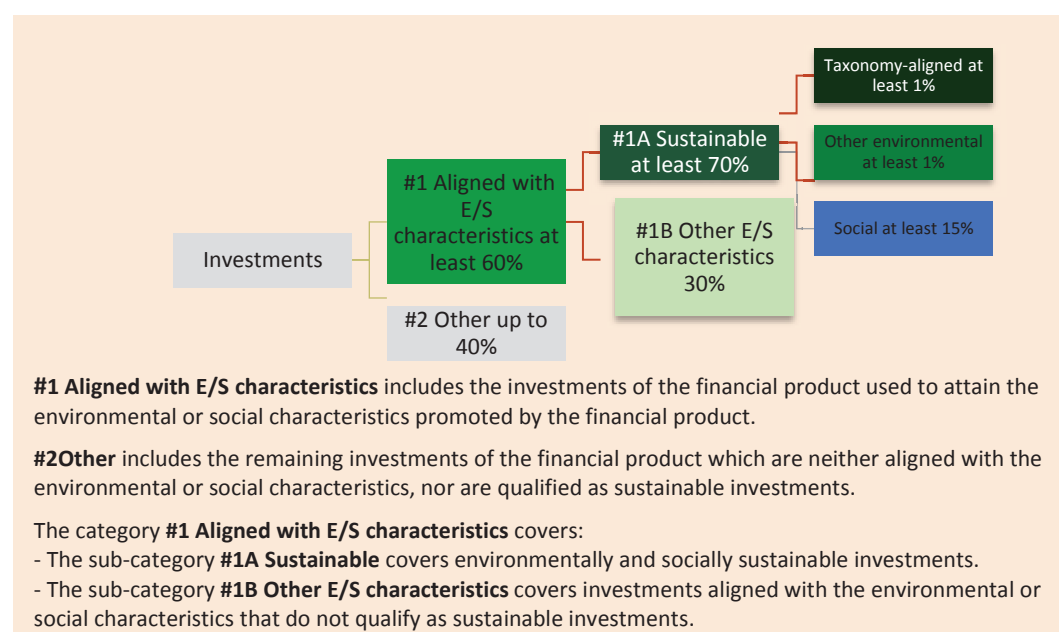 Taxonomy-aligned at
least 1%
#1A Sustainable
at least 70%
Other environmental
at least 1%
#1 Aligned with
E/S
characteristics at
least 60%
#1B Other E/S
characteristics
30%
Social at least 15%
Investments
#2 Other up to
40%
#1 Aligned with E/S characteristics includes the investments of the financial product used to attain the
environmental or social characteristics promoted by the financial product.
#2Other includes the remaining investments of the financial product which are neither aligned with the
environmental or social characteristics, nor are qualified as sustainable investments.
The category #1 Aligned with E/S characteristics covers:
- The sub-category #1A Sustainable covers environmentally and socially sustainable investments.
- The sub-category #1B Other E/S characteristics covers investments aligned with the environmental or
social characteristics that do not qualify as sustainable investments.